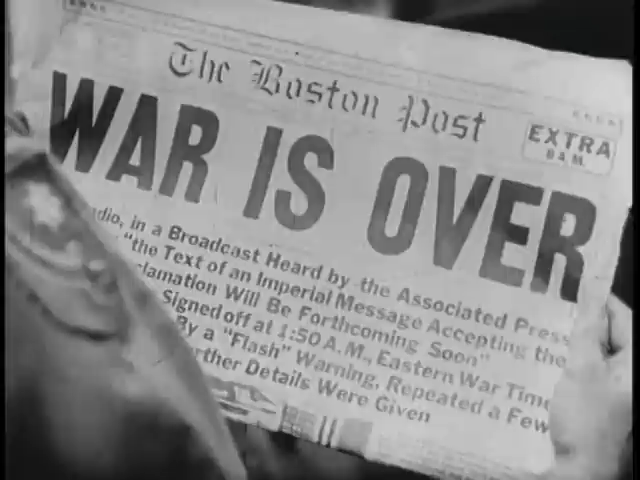 The Boston Post
EXTRA
8 A.M.
WAR IS OVER
dio, in a Broadcast Heard by the Associated Press
"the Text of an Imperial Message Accepting the
lamation Will Be Forthcoming Soon"
Signed off at 1:50 A.M., Eastern War Time
By a "Flash" Warning, Repeated a Few
rther Details Were Given